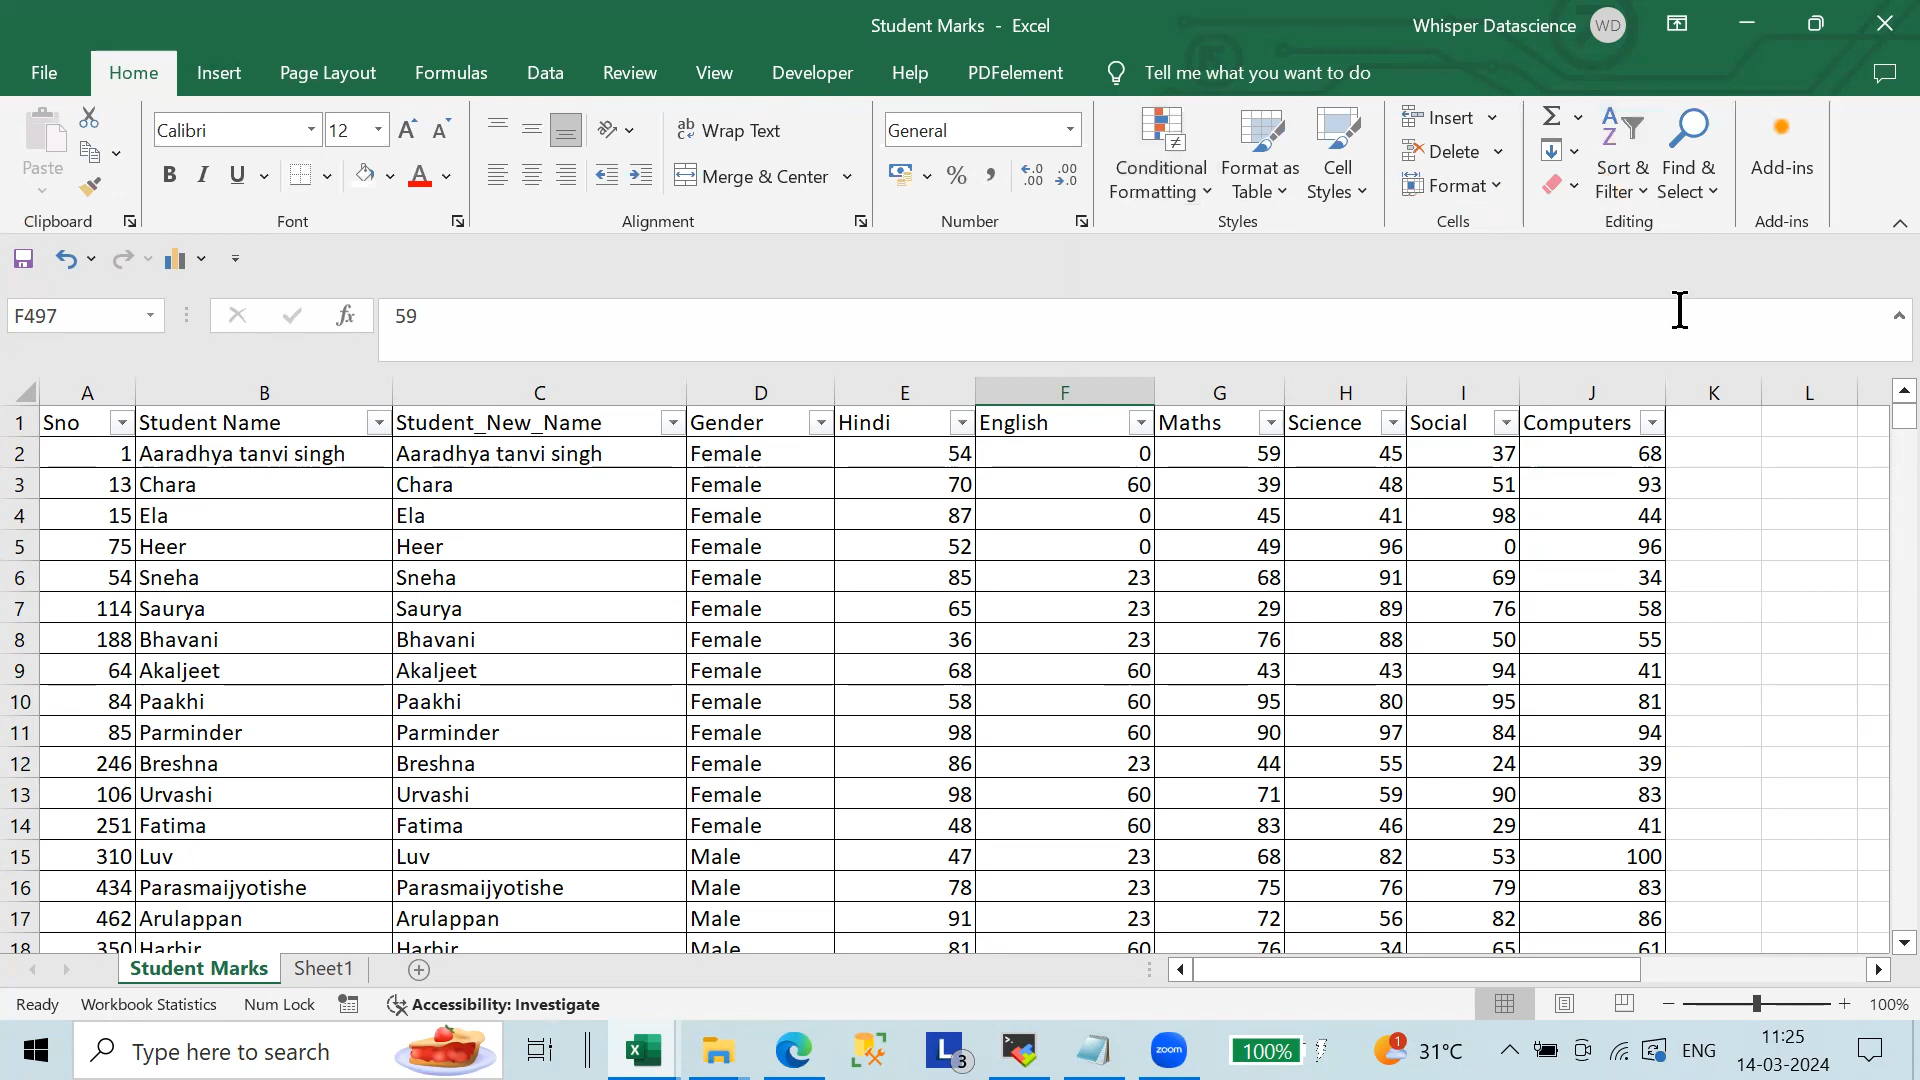 Student Marks - Excel
Whisper Datascience WD
File Home Insert Page Layout Formulas Data Review View Developer Help PDFelement Tell me what you want to do
Calibri 12 Wrap Text General Insert
Paste B I U A Merge & Center % Conditional Formatting Format as Table Cell Styles Delete Sort & Filter Find & Select Add-ins
Format
Clipboard Font Alignment Number Styles Cells Editing Add-ins
F497 fx 59
A B C D E F G H I J K L
1 Sno Student Name Student_New_Name Gender Hindi English Maths Science Social Computers
2 1 Aaradhya tanvi singh Aaradhya tanvi singh Female 54 0 59 45 37 68
3 13 Chara Chara Female 70 60 39 48 51 93
4 15 Ela Ela Female 87 0 45 41 98 44
5 75 Heer Heer Female 52 0 49 96 0 96
6 54 Sneha Sneha Female 85 23 68 91 69 34
7 114 Saurya Saurya Female 65 23 29 89 76 58
8 188 Bhavani Bhavani Female 36 23 76 88 50 55
9 64 Akaljeet Akaljeet Female 68 60 43 43 94 41
10 84 Paakhi Paakhi Female 58 60 95 80 95 81
11 85 Parminder Parminder Female 98 60 90 97 84 94
12 246 Breshna Breshna Female 86 23 44 55 24 39
13 106 Urvashi Urvashi Female 98 60 71 59 90 83
14 251 Fatima Fatima Female 48 60 83 46 29 41
15 310 Luv Luv Male 47 23 68 82 53 100
16 434 Parasmaijyotishe Parasmaijyotishe Male 78 23 75 76 79 83
17 462 Arulappan Arulappan Male 91 23 72 56 82 86
18 350 Harbir Harbir Male 81 60 76 34 65 61
Student Marks Sheet1
Ready Workbook Statistics Num Lock Accessibility: Investigate 100%
Type here to search L 3 zoom 100% 1 31°C ENG 11:25
14-03-2024